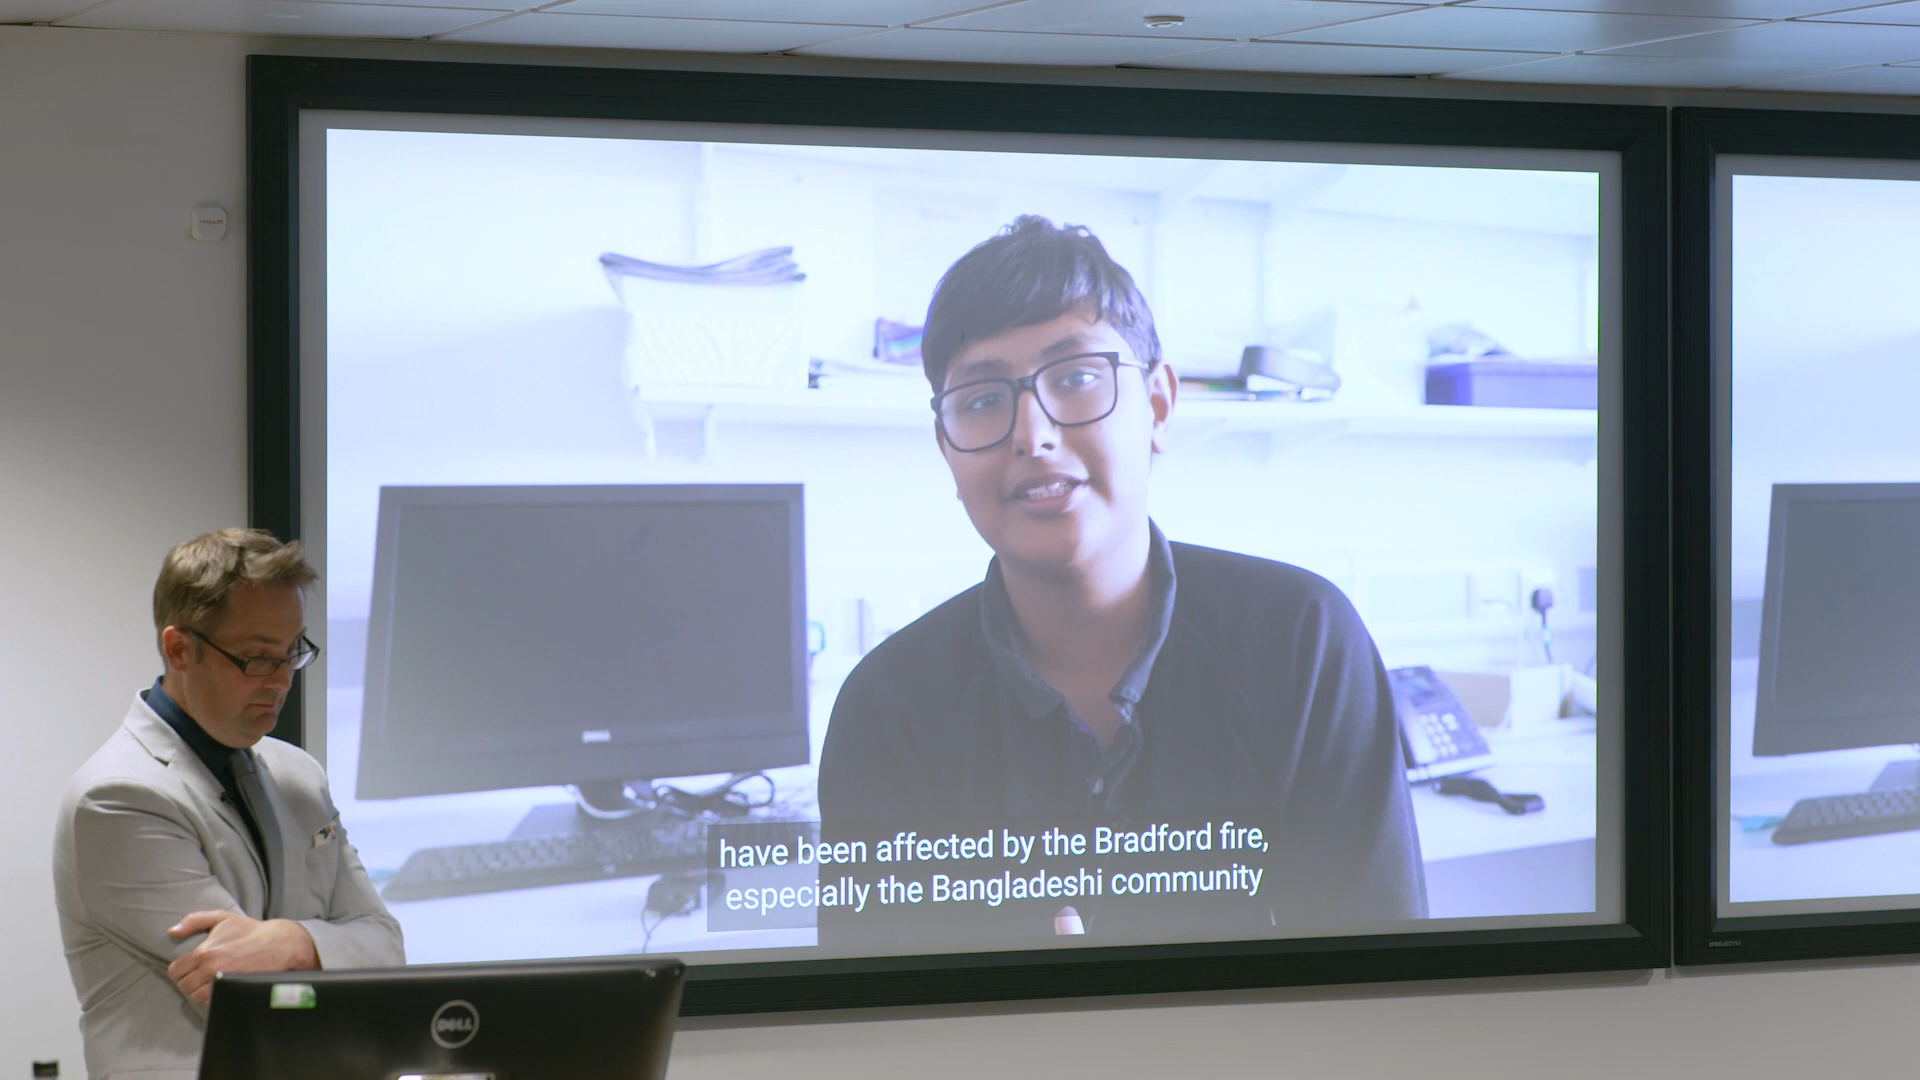 DELL
have been affected by the Bradford fire,
especially the Bangladeshi community
DELL